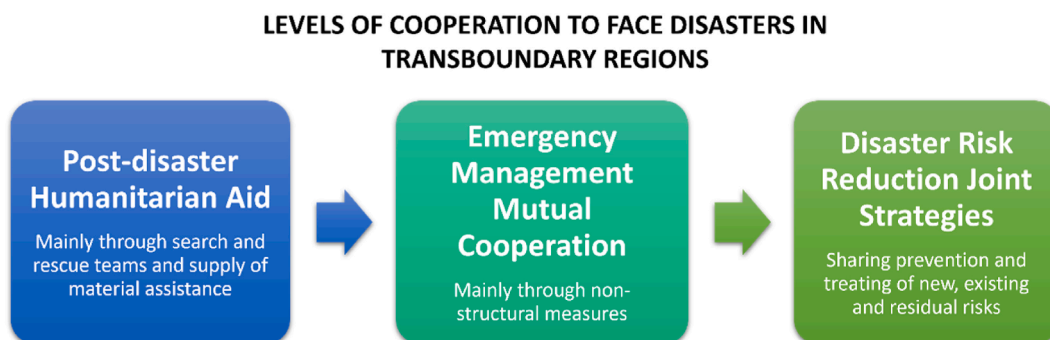 LEVELS OF COOPERATION TO FACE DISASTERS IN
TRANSBOUNDARY REGIONS
Post-disaster
Humanitarian Aid
Mainly through search and
rescue teams and supply of
material assistance
Emergency
Management
Mutual
Cooperation
Mainly through non-
structural measures
Disaster Risk
Reduction Joint
Strategies
Sharing prevention and
treating of new, existing
and residual risks